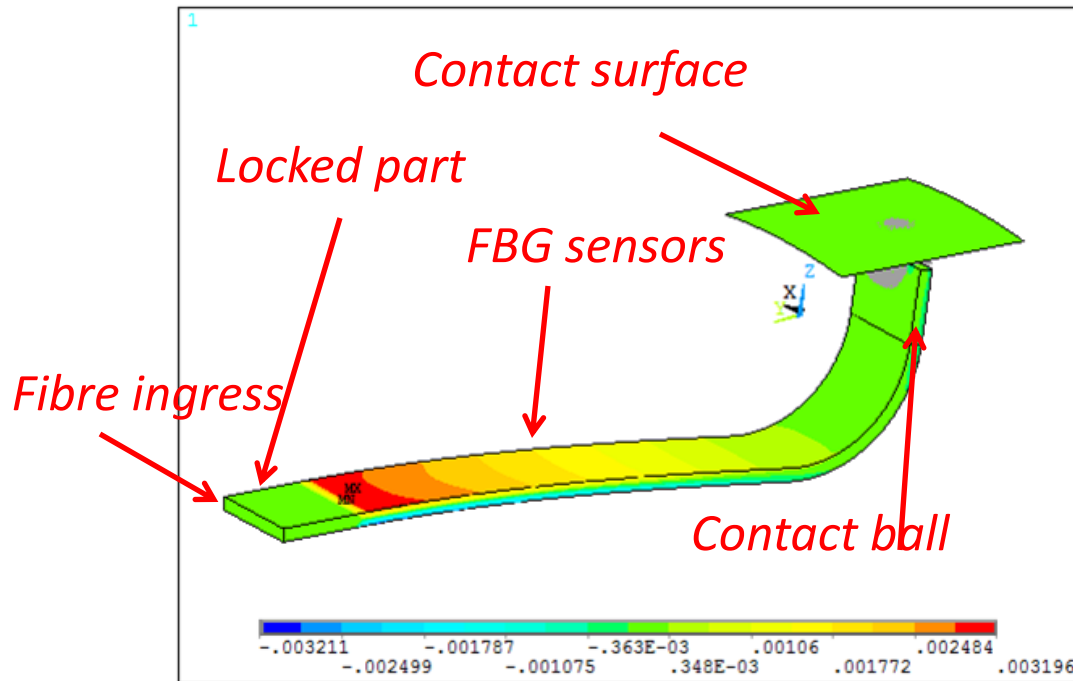 1
Contact surface
Locked part
FBG sensors
Z
X
Y
Fibre ingress
MX
MN
Contact ball
-.003211 -.001787 -.363E-03 .00106 .002484
-.002499 -.001075 .348E-03 .001772 .003196